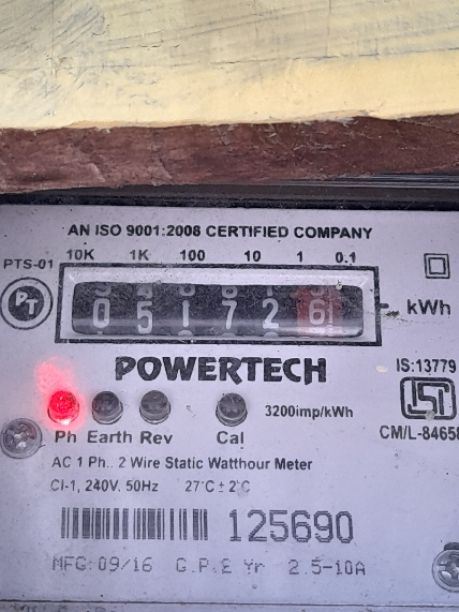 AN ISO 9001:2008 CERTIFIED COMPANY
PTS-01 10K 1K 100 10 1 0.1
PT
0 5 1 7 2 6 kWh
POWERTECH
IS:13779
3200imp/kWh
Ph Earth Rev Cal
CM/L-84658
AC 1 Ph.. 2 Wire Static Watthour Meter
Cl-1, 240V. 50Hz 27°C ± 2°C
125690
MFG:09/16 G.P.E Yr 2.5-10A